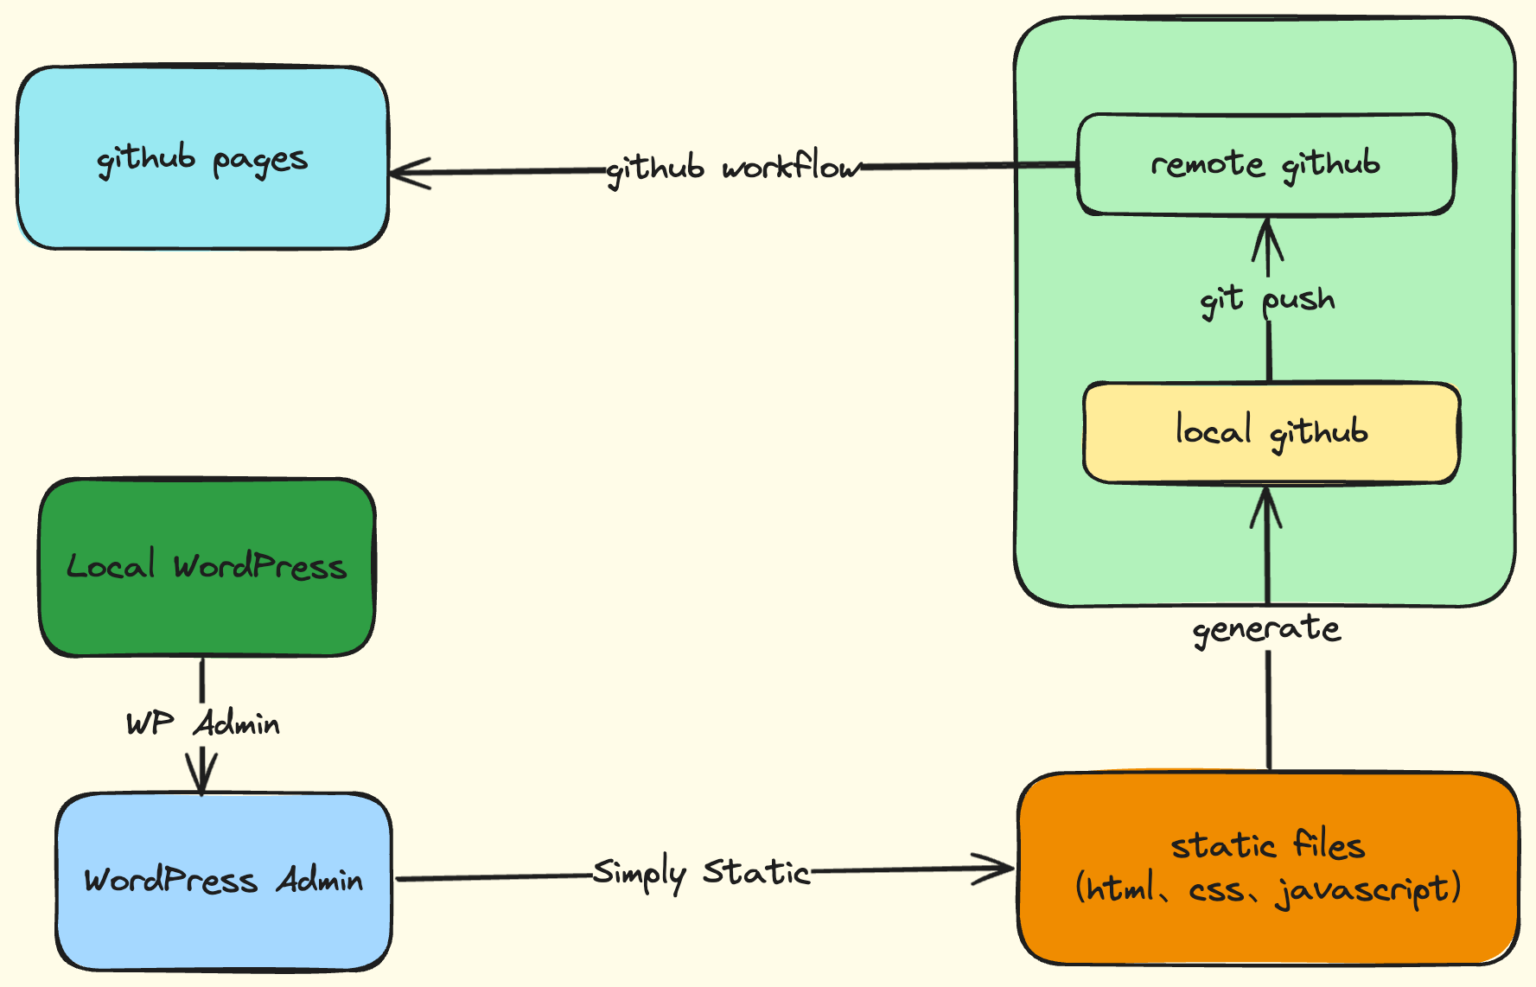 github pages
github workflow
remote github
git push
local github
Local WordPress
generate
WP Admin
WordPress Admin
Simply Static
static files
(html、css、javascript)